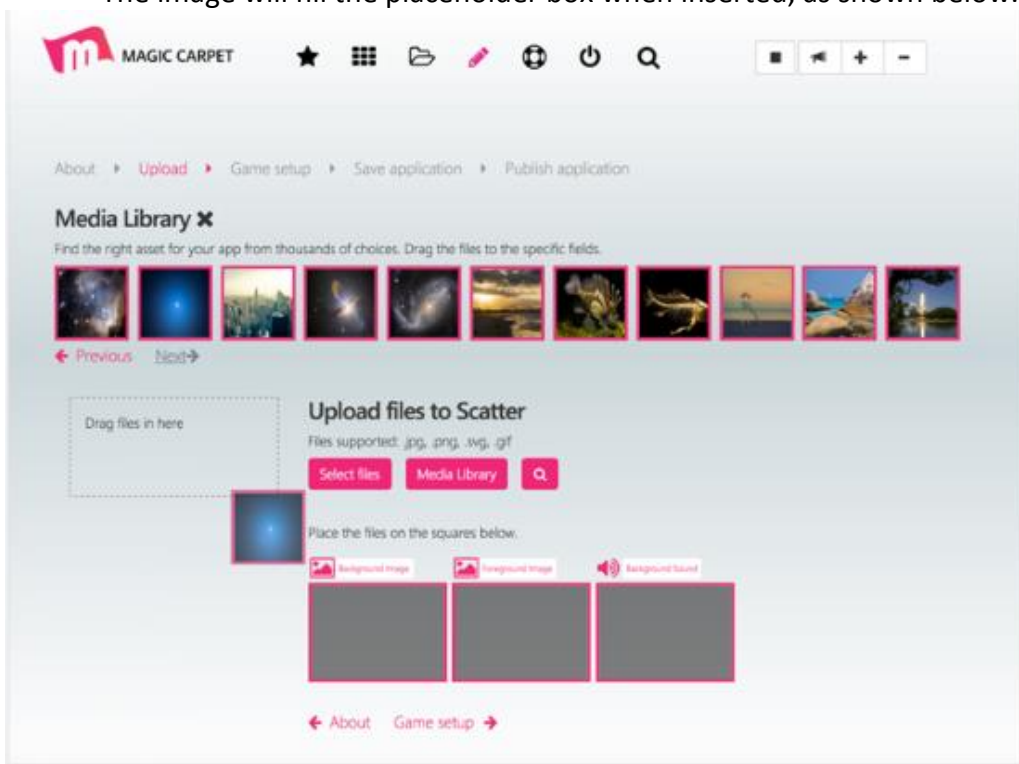 The image will fill the placeholder box when inserted, as shown below.
MAGIC CARPET
About Upload Game setup Save application Publish application
Media Library
Find the right asset for your app from thousands of choices. Drag the files to the specific fields.
Previous Next
Drag files in here
Upload files to Scatter
Files supported: .jpg, .png, .svg, .gif
Select files Media Library
Place the files on the squares below.
Background Image Foreground Image Background Sound
About Game setup